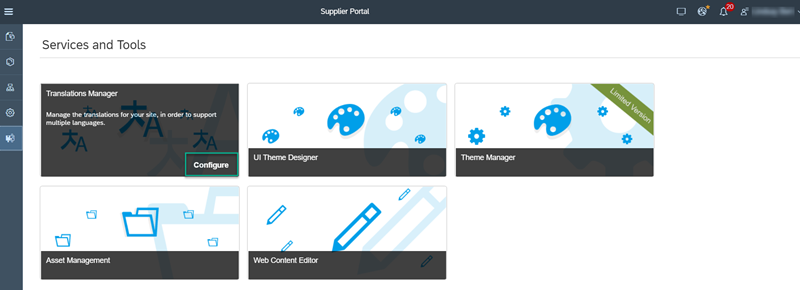 Supplier Portal
20
Services and Tools
Translations Manager
Manage the translations for your site, in order to support
multiple languages.
Configure
UI Theme Designer
Limited Version
Theme Manager
Asset Management
Web Content Editor